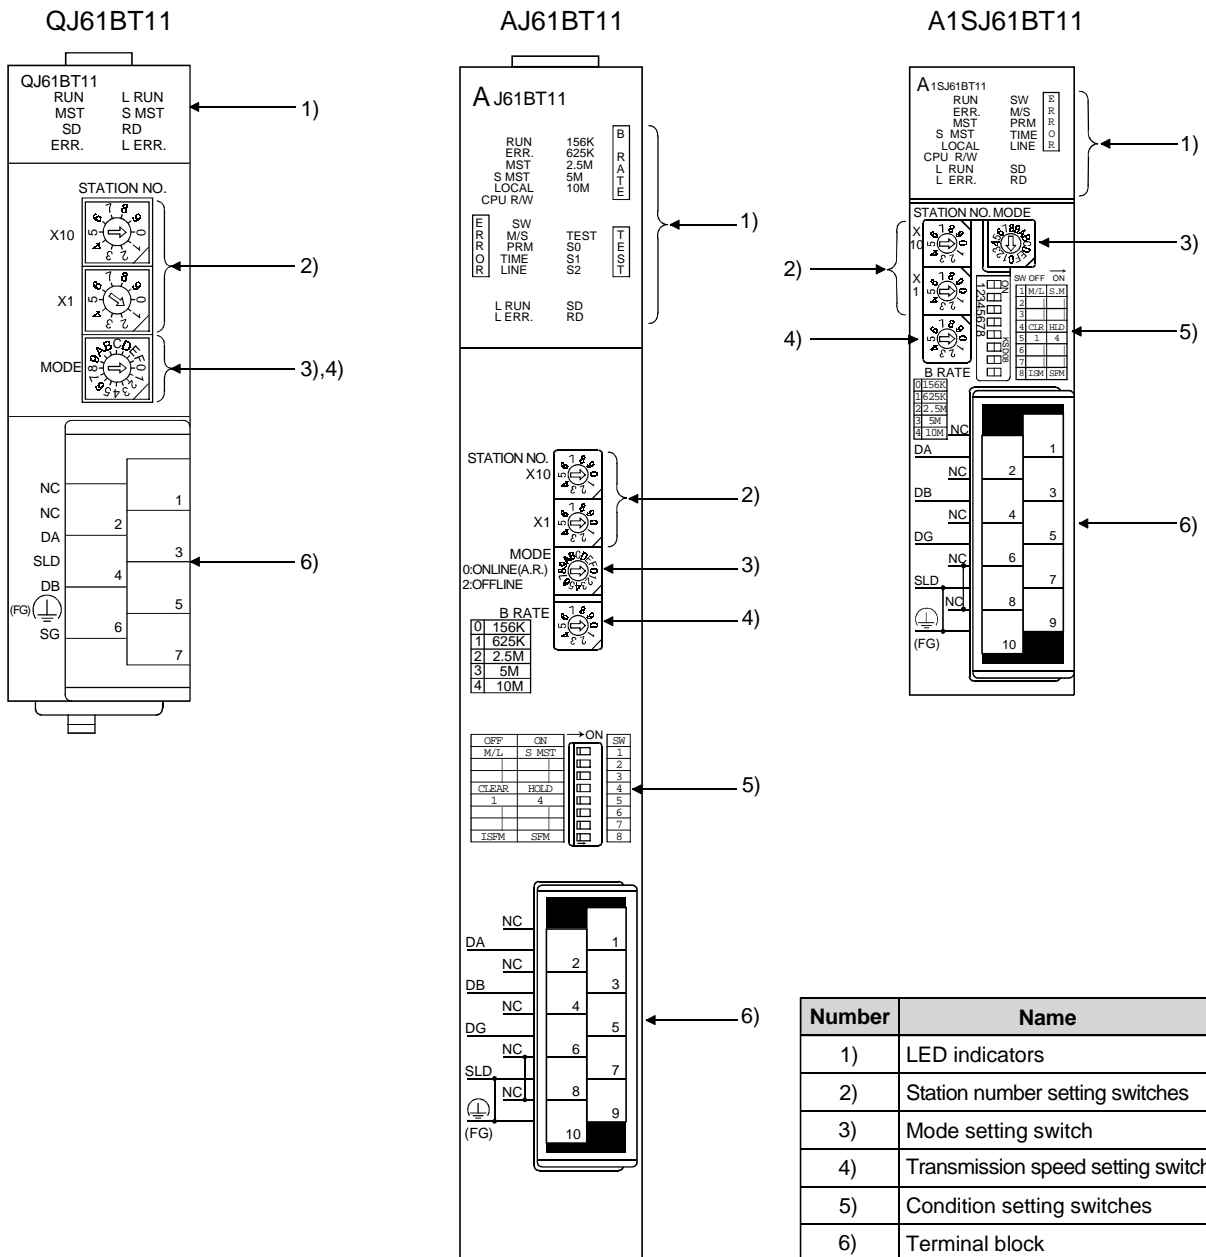 QJ61BT11
QJ61BT11
RUN L RUN
MST S MST
SD RD
ERR. L ERR.
1)
STATION NO.
X10
X1
2)
MODE
3),4)
NC
NC
DA
SLD
DB
(FG)
SG
1
2
3
4
5
6
7
6)
AJ61BT11
A J61BT11
RUN 156K
ERR. 625K
MST 2.5M
S MST 5M
LOCAL 10M
CPU R/W
B RATE
ERROR
SW
M/S TEST
PRM S0
TIME S1
LINE S2
TEST
L RUN SD
L ERR. RD
1)
STATION NO.
X10
X1
2)
MODE
0:ONLINE(A.R.)
2:OFFLINE
3)
B RATE
0 156K
1 625K
2 2.5M
3 5M
4 10M
4)
OFF ON →ON SW
M/L S MST 1
2
3
CLEAR HOLD 4
1 4 5
6
7
ISFM SFM 8
5)
NC
DA
NC
DB
NC
DG
NC
SLD
NC
(FG)
1
2
3
4
5
6
7
8
9
10
6)
A1SJ61BT11
A 1SJ61BT11
RUN SW
ERR. M/S
MST PRM
S MST TIME
LOCAL LINE
CPU R/W
L RUN SD
L ERR. RD
ERROR
1)
STATION NO. MODE
X10
X1
2)
3)
4)
B RATE
0 156K
1 625K
2 2.5M
3 5M
4 10M
ON
12345678
SW OFF ON
1 M/L S.M
2
3
4 CLR HLD
5 1 4
6
7
8 ISM SFM
5)
NC
DA
NC
DB
NC
DG
NC
SLD
NC
(FG)
1
2
3
4
5
6
7
8
9
10
6)
Number Name
1) LED indicators
2) Station number setting switches
3) Mode setting switch
4) Transmission speed setting switch
5) Condition setting switches
6) Terminal block